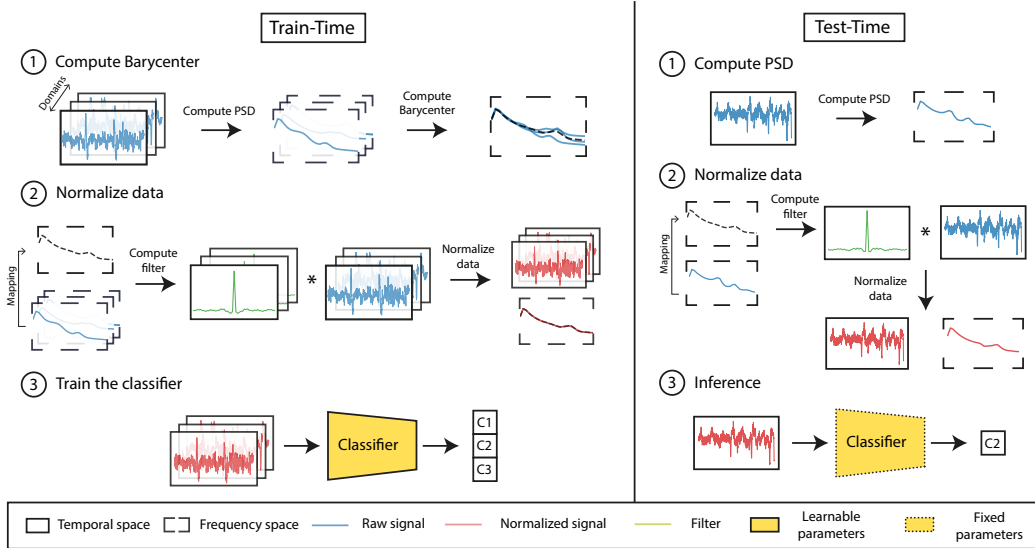 Train-Time
1 Compute Barycenter
Domains
Compute PSD
Compute
Barycenter
2 Normalize data
Mapping
Compute
filter
*
Normalize
data
3 Train the classifier
Classifier
C1
C2
C3
Test-Time
1 Compute PSD
Compute PSD
2 Normalize data
Mapping
Compute
filter
*
Normalize
data
3 Inference
Classifier
C2
Temporal space
Frequency space
Raw signal
Normalized signal
Filter
Learnable
parameters
Fixed
parameters